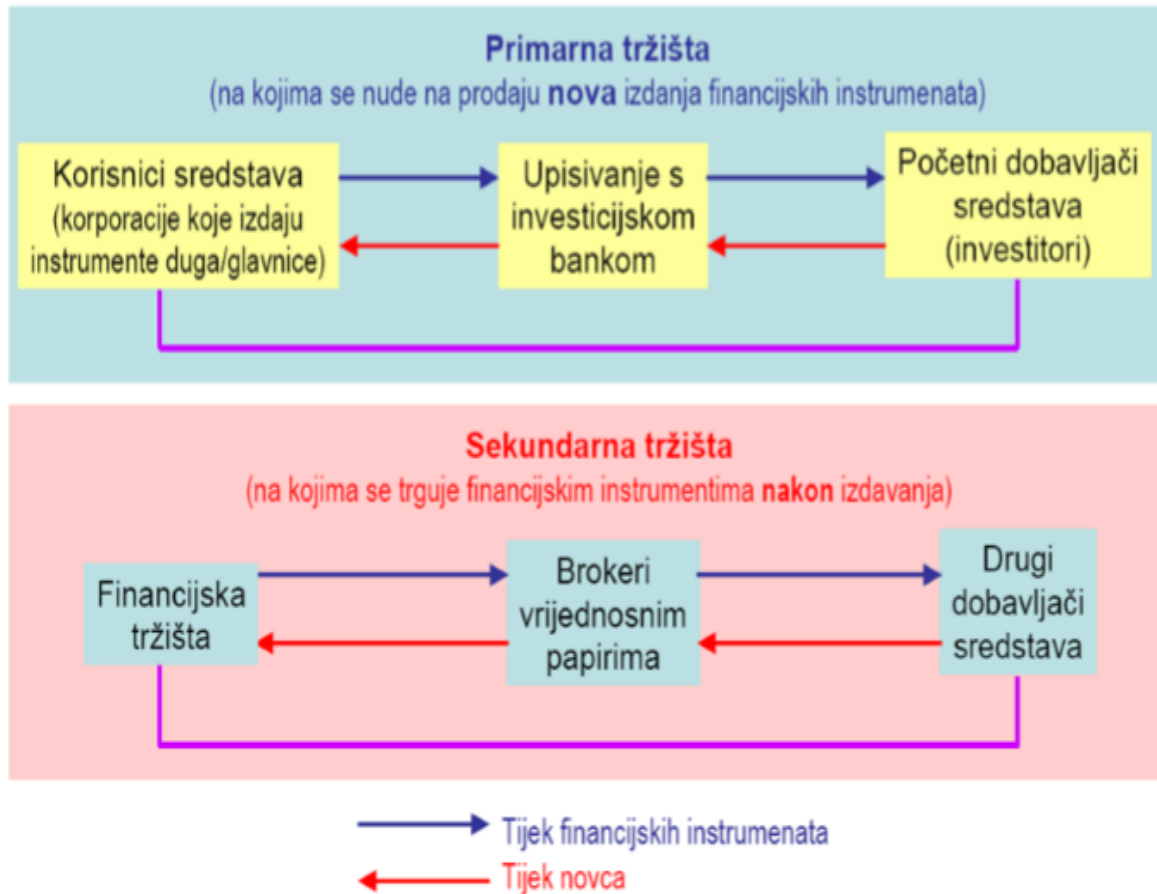 Primarna tržišta
(na kojima se nude na prodaju nova izdanja financijskih instrumenata)
Korisnici sredstava
(korporacije koje izdaju
instrumente duga/glavnice)
Upisivanje s
investicijskom
bankom
Početni dobavljači
sredstava
(investitori)
Sekundarna tržišta
(na kojima se trguje financijskim instrumentima nakon izdavanja)
Financijska
tržišta
Brokeri
vrijednosnim
papirima
Drugi
dobavljači
sredstava
Tijek financijskih instrumenata
Tijek novca